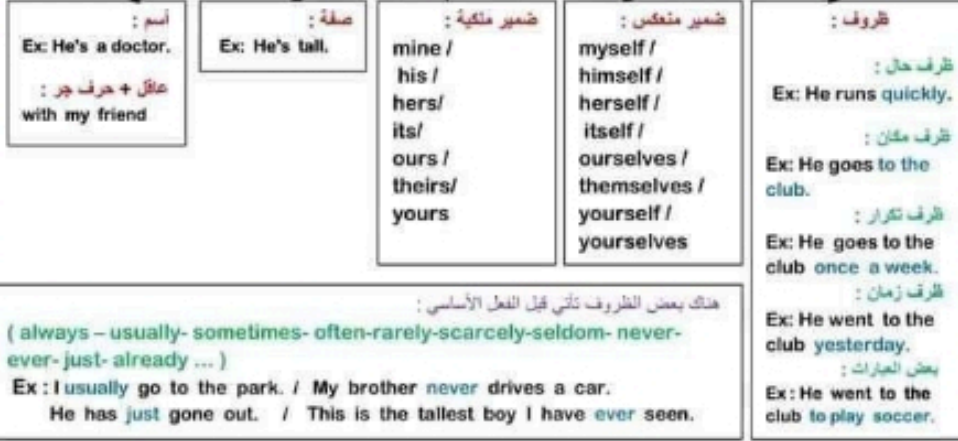 أسم :
Ex: He's a doctor.
عاقل + حرف جر :
with my friend
صفة :
Ex: He's tall.
ضمير ملكية :
mine /
his /
hers/
its/
ours /
theirs/
yours
ضمير منعكس :
myself /
himself /
herself /
itself /
ourselves /
themselves /
yourself /
yourselves
ظروف :
ظرف حال :
Ex: He runs quickly.
ظرف مكان :
Ex: He goes to the
club.
ظرف تكرار :
Ex: He goes to the
club once a week.
ظرف زمان :
Ex: He went to the
club yesterday.
بعض العبارات :
Ex: He went to the
club to play soccer.
هناك بعض الظروف تأتي قبل الفعل الأساسي :
( always – usually- sometimes- often-rarely-scarcely-seldom- never-
ever- just- already ... )
Ex : I usually go to the park. / My brother never drives a car.
He has just gone out. / This is the tallest boy I have ever seen.